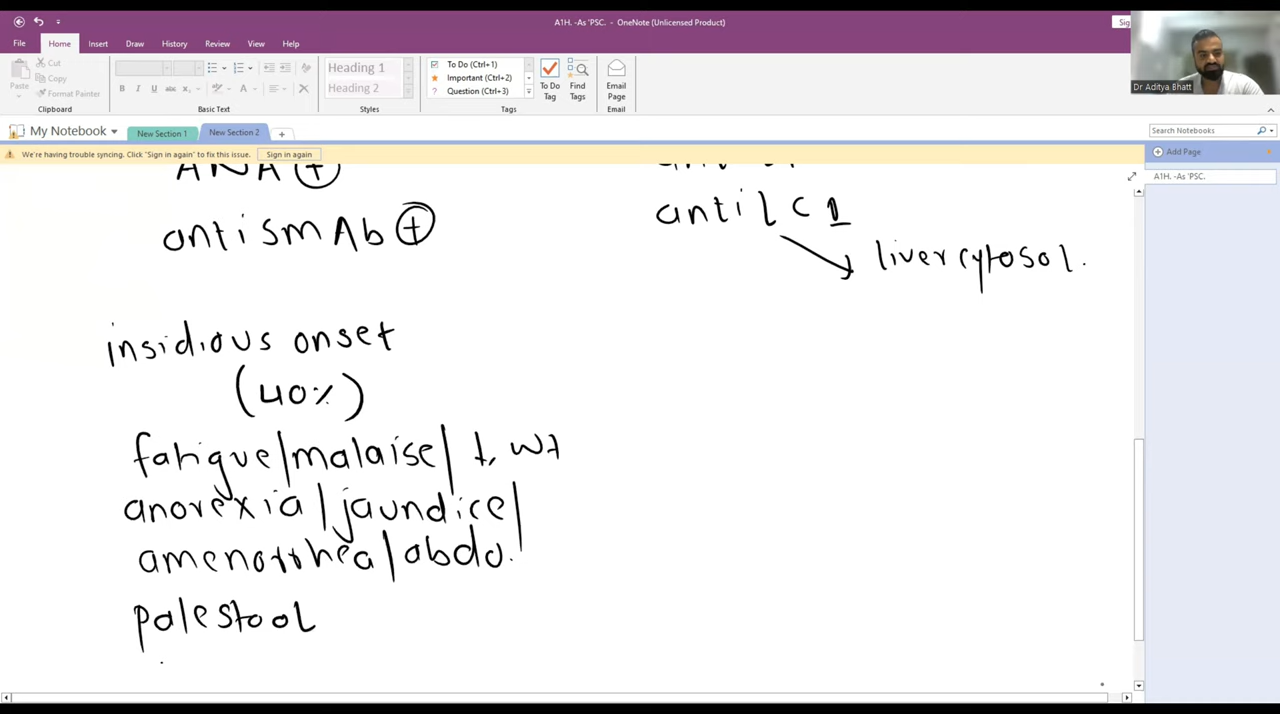 A1H. -As 'PSC. - OneNote (Unlicensed Product)
File Home Insert Draw History Review View Help
Cut
Copy
Format Painter
Paste
Clipboard
Basic Text
Heading 1
Heading 2
Styles
To Do (Ctrl+1)
Important (Ctrl+2)
Question (Ctrl+3)
Tags
To Do Tag
Find Tags
Email Page
Email
Dr Aditya Bhatt
My Notebook
New Section 1
New Section 2
Search Notebooks
We're having trouble syncing. Click 'Sign in again' to fix this issue.
Sign in again
Add Page
A1H. -As 'PSC.
ANA +
antismAb +
anti LC1
livercytosol.
insidious onset
(40%)
fatigue/malaise/ wt
anorexia/jaundice/
amenorrhea/abdo.
palestool